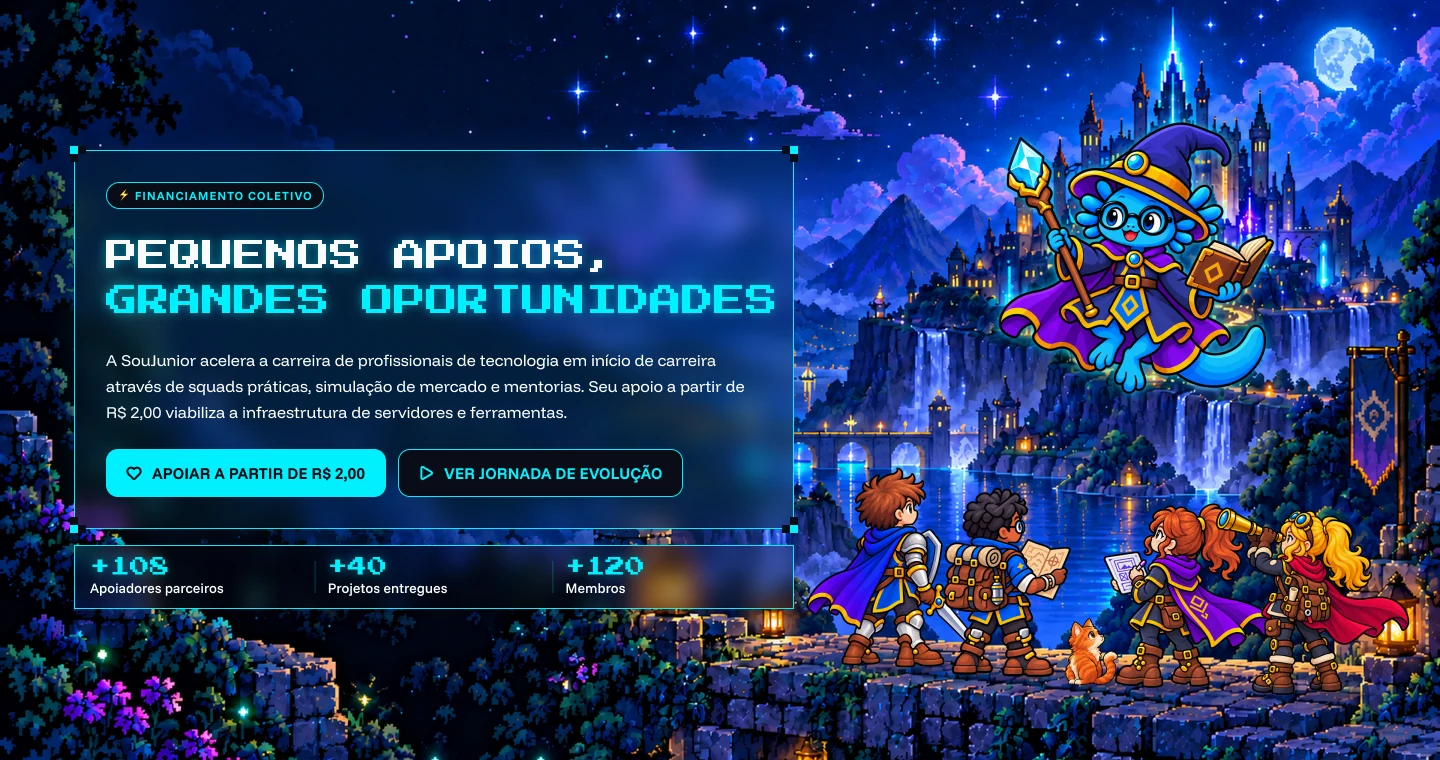 ⚡ FINANCIAMENTO COLETIVO
PEQUENOS APOIOS,
GRANDES OPORTUNIDADES
A SouJunior acelera a carreira de profissionais de tecnologia em início de carreira
através de squads práticas, simulação de mercado e mentorias. Seu apoio a partir de
R$ 2,00 viabiliza a infraestrutura de servidores e ferramentas.
APOIAR A PARTIR DE R$ 2,00
VER JORNADA DE EVOLUÇÃO
+108
Apoiadores parceiros
+40
Projetos entregues
+120
Membros